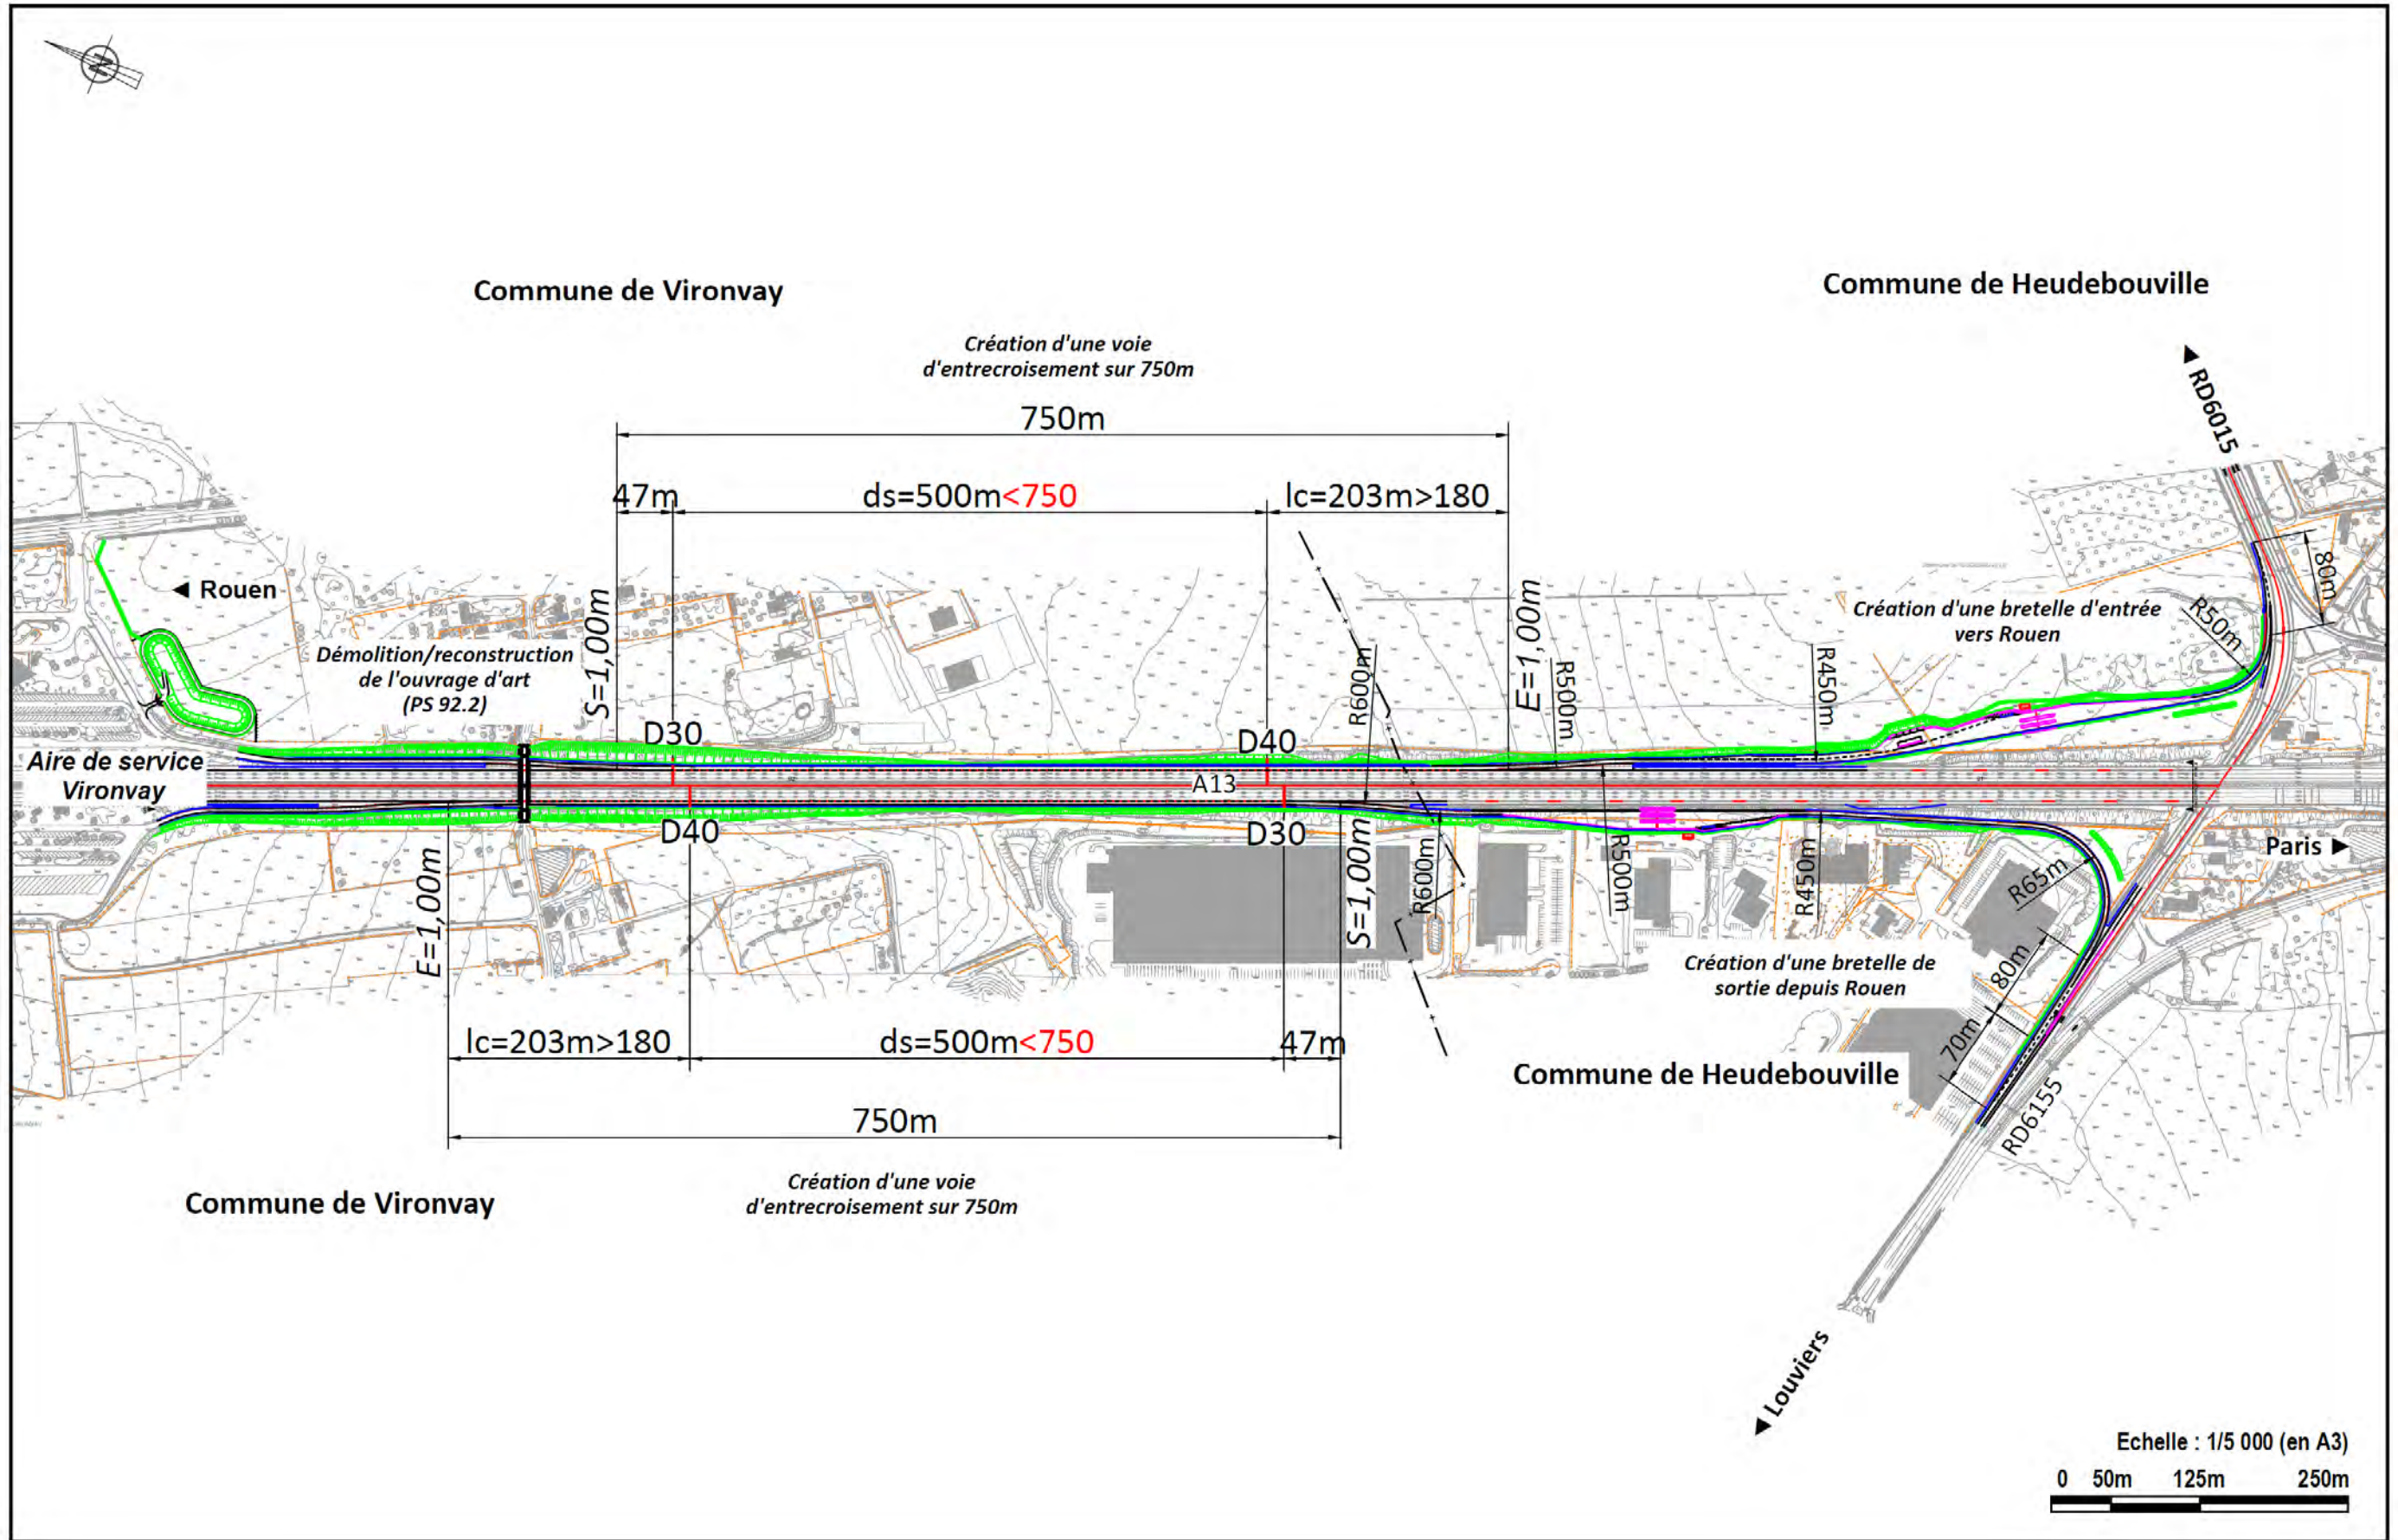 N
Commune de Vironvay
Commune de Heudebouville
Création d'une voie
d'entrecroisement sur 750m
RD6015
750m
47m
ds=500m<750
lc=203m>180
80m
Rouen
S=1,00m
E=1,00m
R600m
R500m
R450m
Création d'une bretelle d'entrée
vers Rouen
R50m
Démolition/reconstruction
de l'ouvrage d'art
(PS 92.2)
D30
D40
Aire de service
Vironvay
A13
D40
D30
Paris
E=1,00m
S=1,00m
R600m
R500m
R450m
R65m
Création d'une bretelle de
sortie depuis Rouen
80m
70m
lc=203m>180
ds=500m<750
47m
Commune de Heudebouville
RD6155
750m
Création d'une voie
d'entrecroisement sur 750m
Commune de Vironvay
Louviers
Echelle : 1/5 000 (en A3)
0 50m 125m 250m